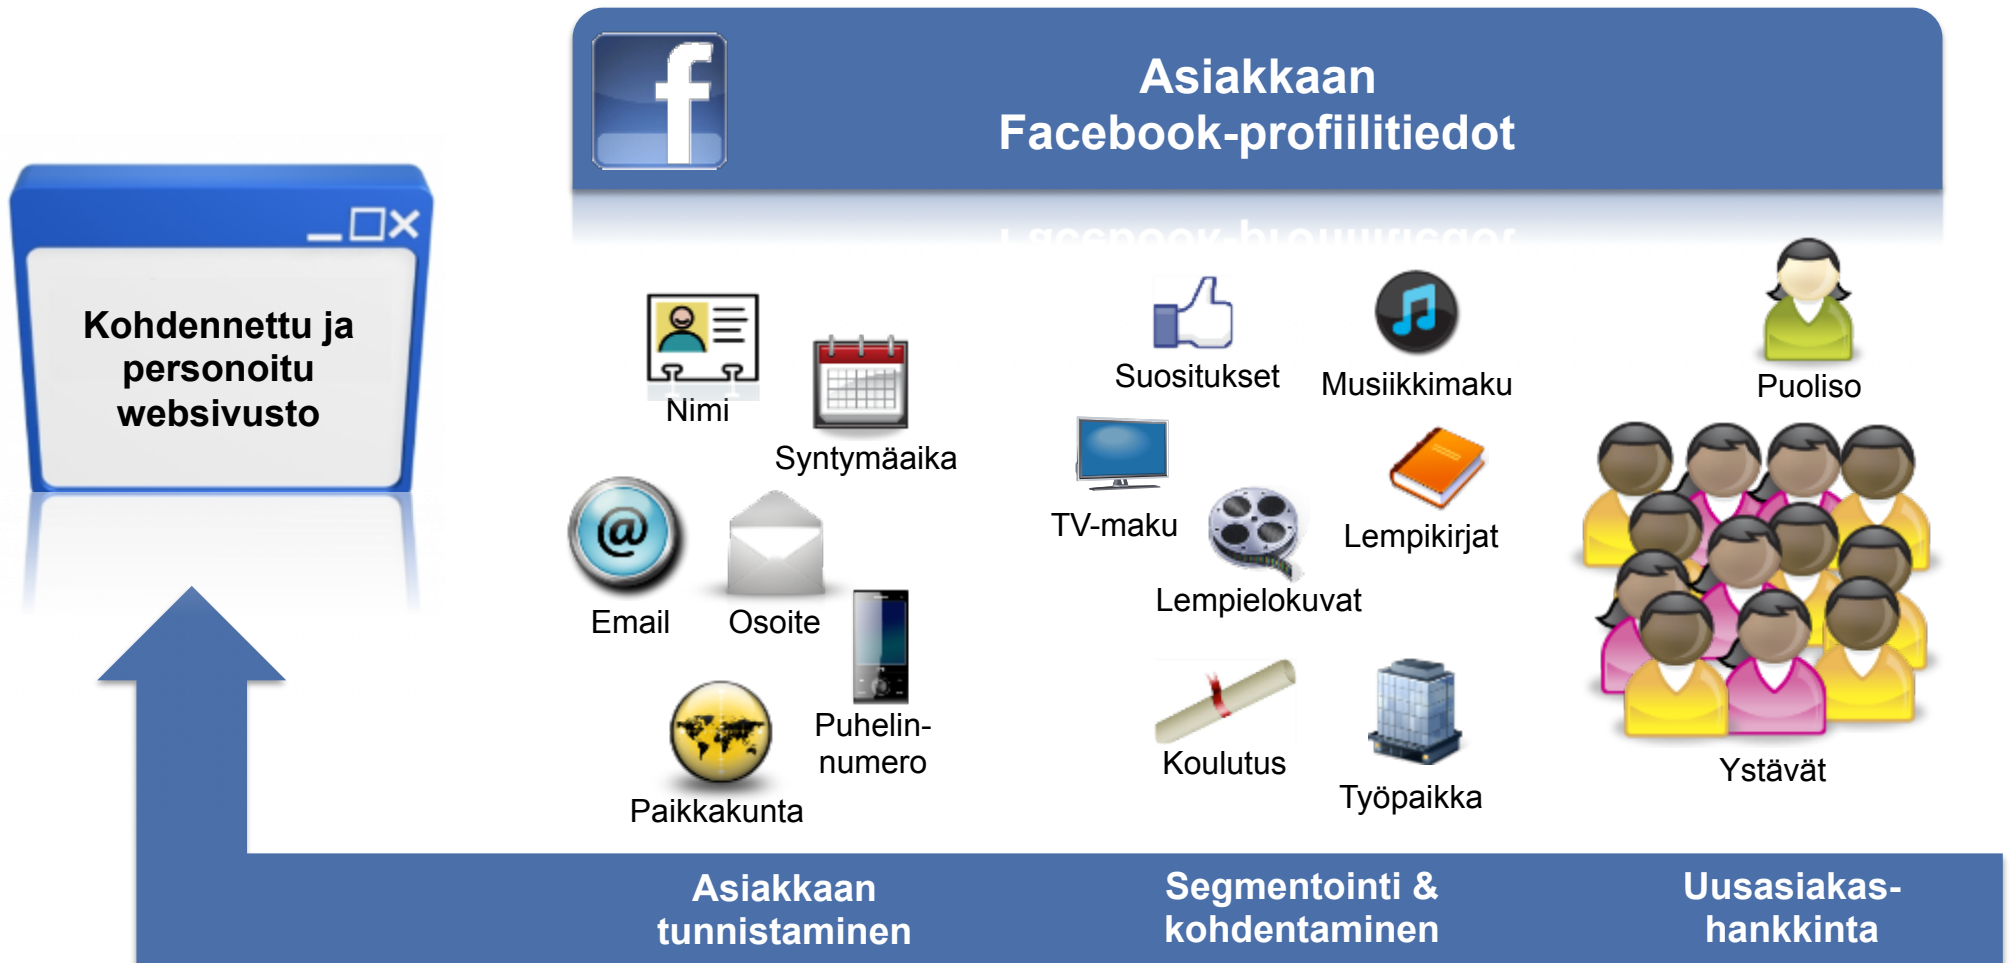 Asiakkaan
Facebook-profiilitiedot
Kohdennettu ja
personoitu
websivusto
Nimi
Syntymäaika
Email
Osoite
Puhelin-
numero
Paikkakunta
Suositukset
Musiikkimaku
TV-maku
Lempikirjat
Lempielokuvat
Koulutus
Työpaikka
Puoliso
Ystävät
Asiakkaan
tunnistaminen
Segmentointi &
kohdentaminen
Uusasiakas-
hankkinta